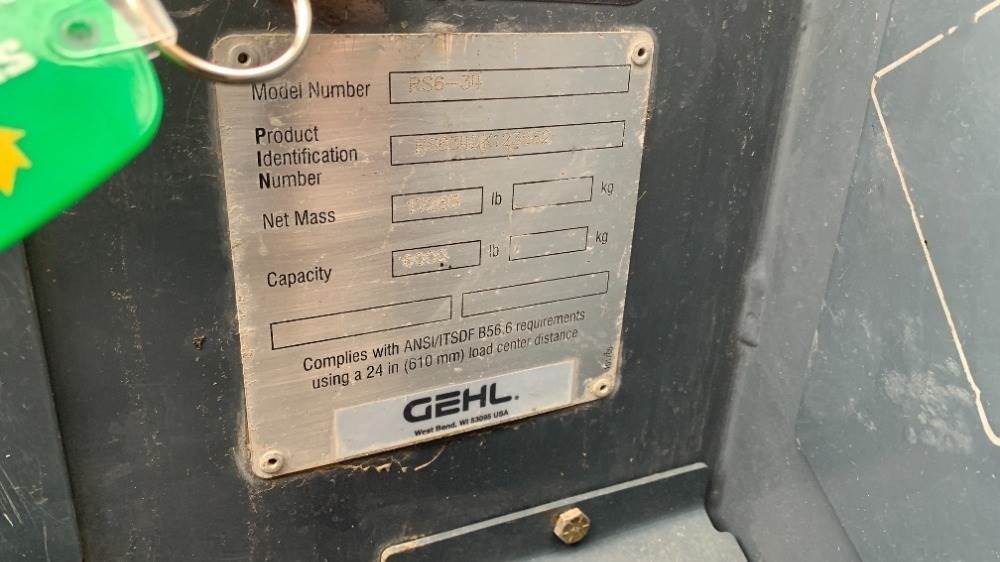 Model Number RS6-34
Product
Identification
Number
Net Mass lb kg
Capacity 6000 lb kg
Complies with ANSI/ITSDF B56.6 requirements
using a 24 in (610 mm) load center distance
GEHL.
West Bend, WI 53095 USA